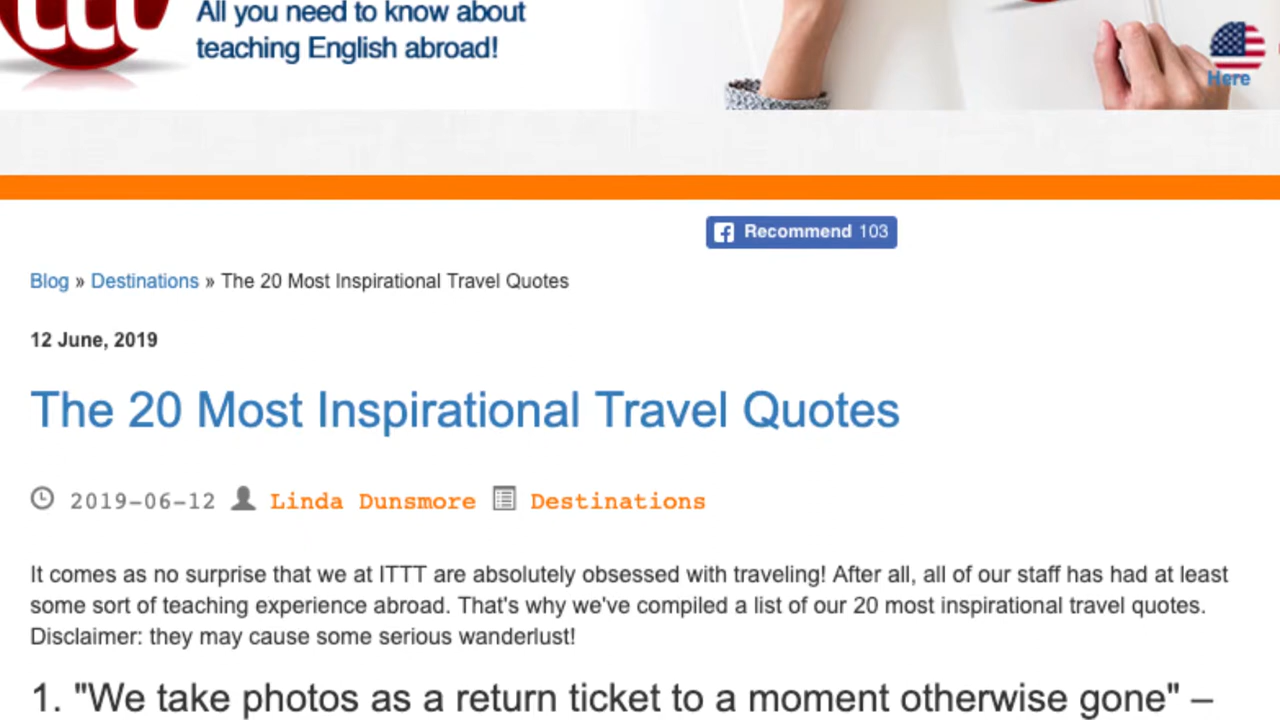 ttt
All you need to know about
teaching English abroad!
Here
Recommend 103
Blog » Destinations » The 20 Most Inspirational Travel Quotes
12 June, 2019
The 20 Most Inspirational Travel Quotes
2019-06-12 Linda Dunsmore Destinations
It comes as no surprise that we at ITTT are absolutely obsessed with traveling! After all, all of our staff has had at least
some sort of teaching experience abroad. That's why we've compiled a list of our 20 most inspirational travel quotes.
Disclaimer: they may cause some serious wanderlust!
1. "We take photos as a return ticket to a moment otherwise gone" –